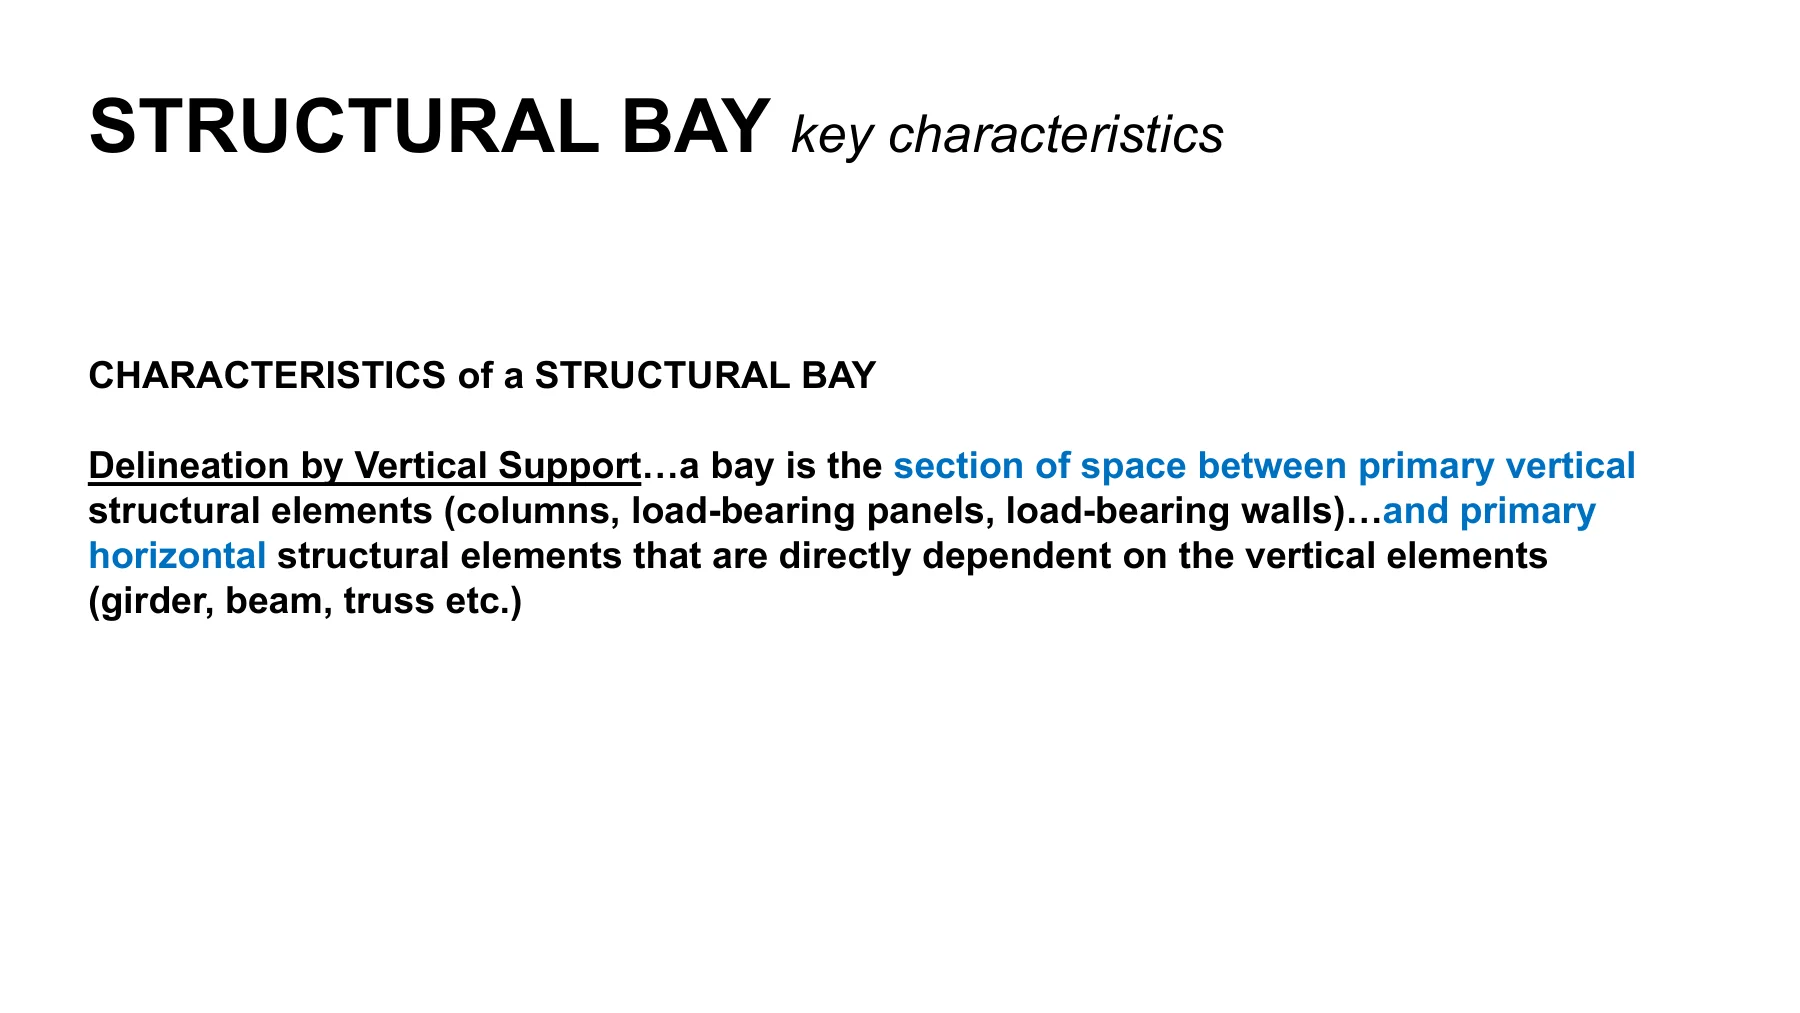 STRUCTURAL BAY key characteristics
CHARACTERISTICS of a STRUCTURAL BAY
Delineation by Vertical Support…a bay is the section of space between primary vertical
structural elements (columns, load-bearing panels, load-bearing walls)…and primary
horizontal structural elements that are directly dependent on the vertical elements
(girder, beam, truss etc.)